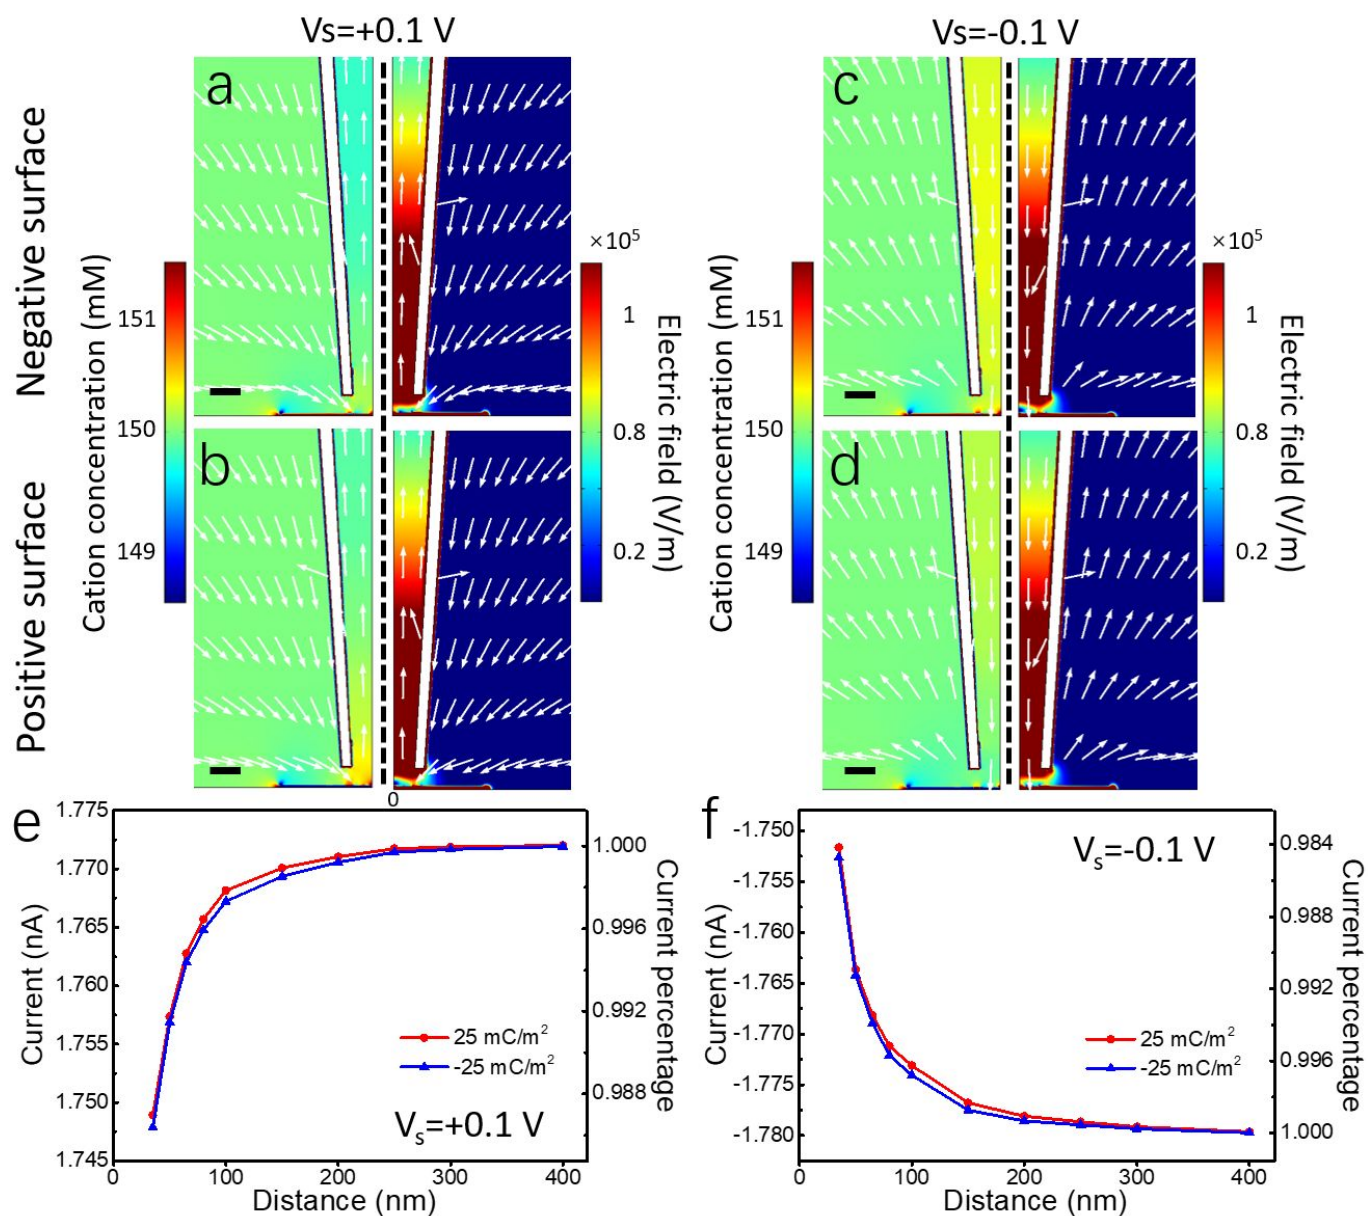 Vs=+0.1 V
Vs=-0.1 V
Negative surface
Positive surface
a
c
b
d
Cation concentration (mM)
151
150
149
×10⁵
1
0.8
0.2
Electric field (V/m)
Cation concentration (mM)
151
150
149
×10⁵
1
0.8
0.2
Electric field (V/m)
0
e
Current (nA)
1.775
1.770
1.765
1.760
1.755
1.750
1.745
1.000
0.996
0.992
0.988
Current percentage
25 mC/m²
-25 mC/m²
Vₛ=+0.1 V
0
50
100
150
200
250
300
350
400
Distance (nm)
f
Current (nA)
-1.750
-1.755
-1.760
-1.765
-1.770
-1.775
-1.780
0.984
0.988
0.992
0.996
1.000
Current percentage
Vₛ=-0.1 V
25 mC/m²
-25 mC/m²
0
100
200
300
400
Distance (nm)